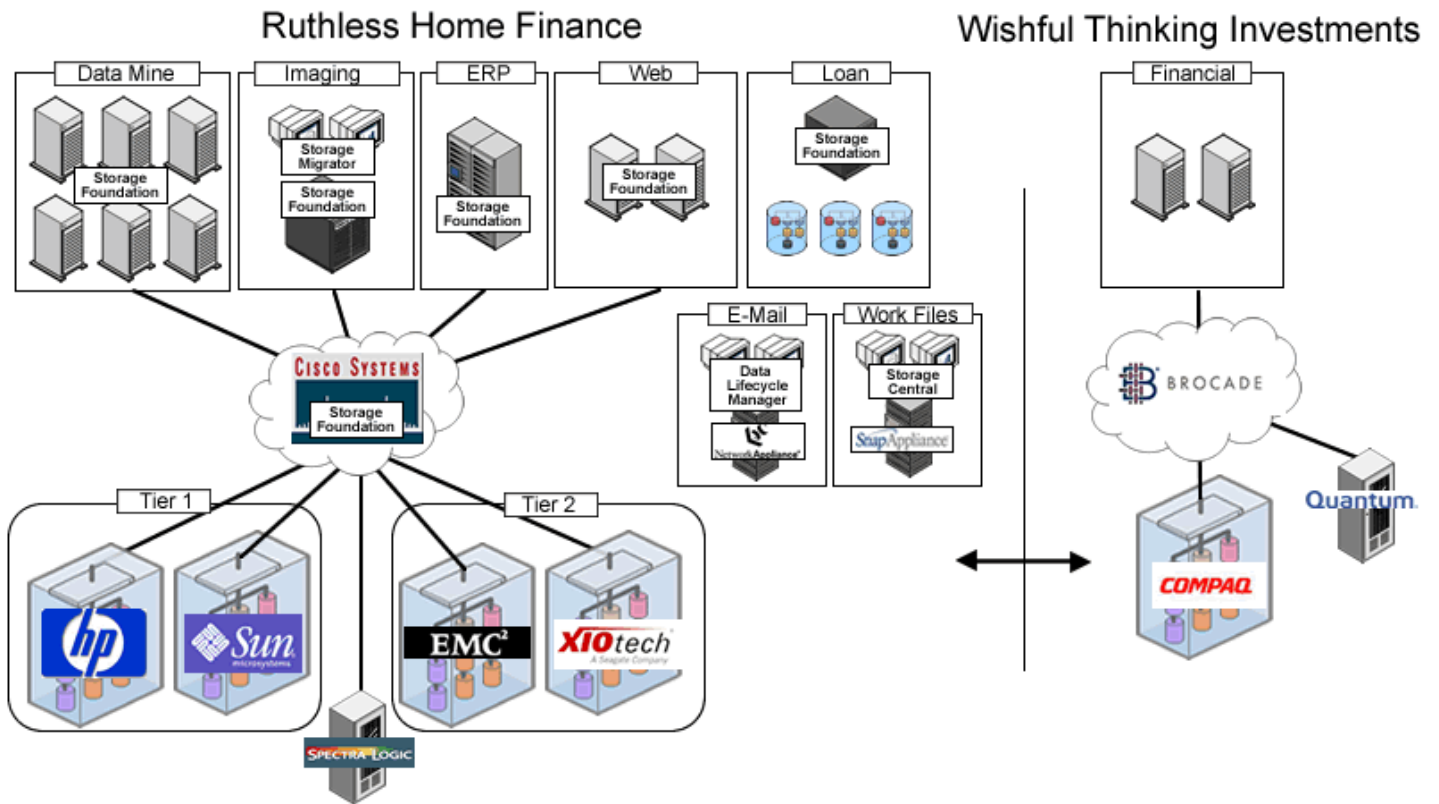 Ruthless Home Finance
Wishful Thinking Investments
Data Mine
Imaging
ERP
Web
Loan
Financial
Storage
Foundation
Storage
Migrator
Storage
Foundation
Storage
Foundation
Storage
Foundation
Storage
Foundation
E-Mail
Work Files
Data
Lifecycle
Manager
NetworkAppliance®
Storage
Central
SnapAppliance
CISCO SYSTEMS
Storage
Foundation
BROCADE
Quantum.
COMPAQ
Tier 1
Tier 2
hp
Sun
microsystems
EMC²
XIOtech
A Seagate Company
SPECTRA LOGIC